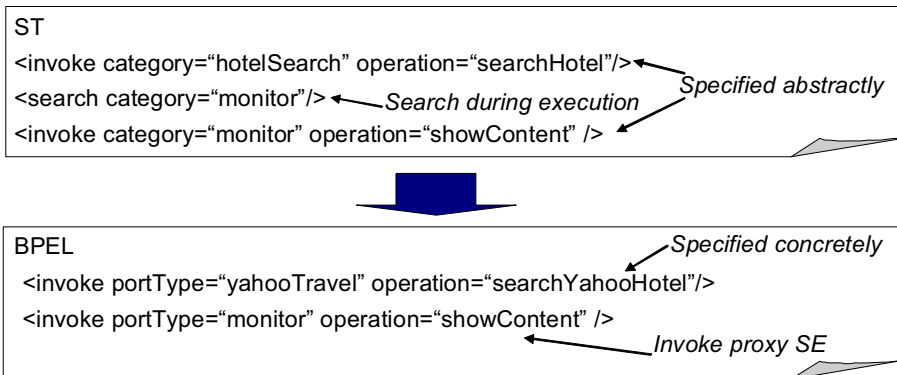 ST
<invoke category=“hotelSearch” operation=“searchHotel”/>
Specified abstractly
<search category=“monitor”/>
Search during execution
<invoke category=“monitor” operation=“showContent” />
BPEL
Specified concretely
<invoke portType=“yahooTravel” operation=“searchYahooHotel”/>
<invoke portType=“monitor” operation=“showContent” />
Invoke proxy SE